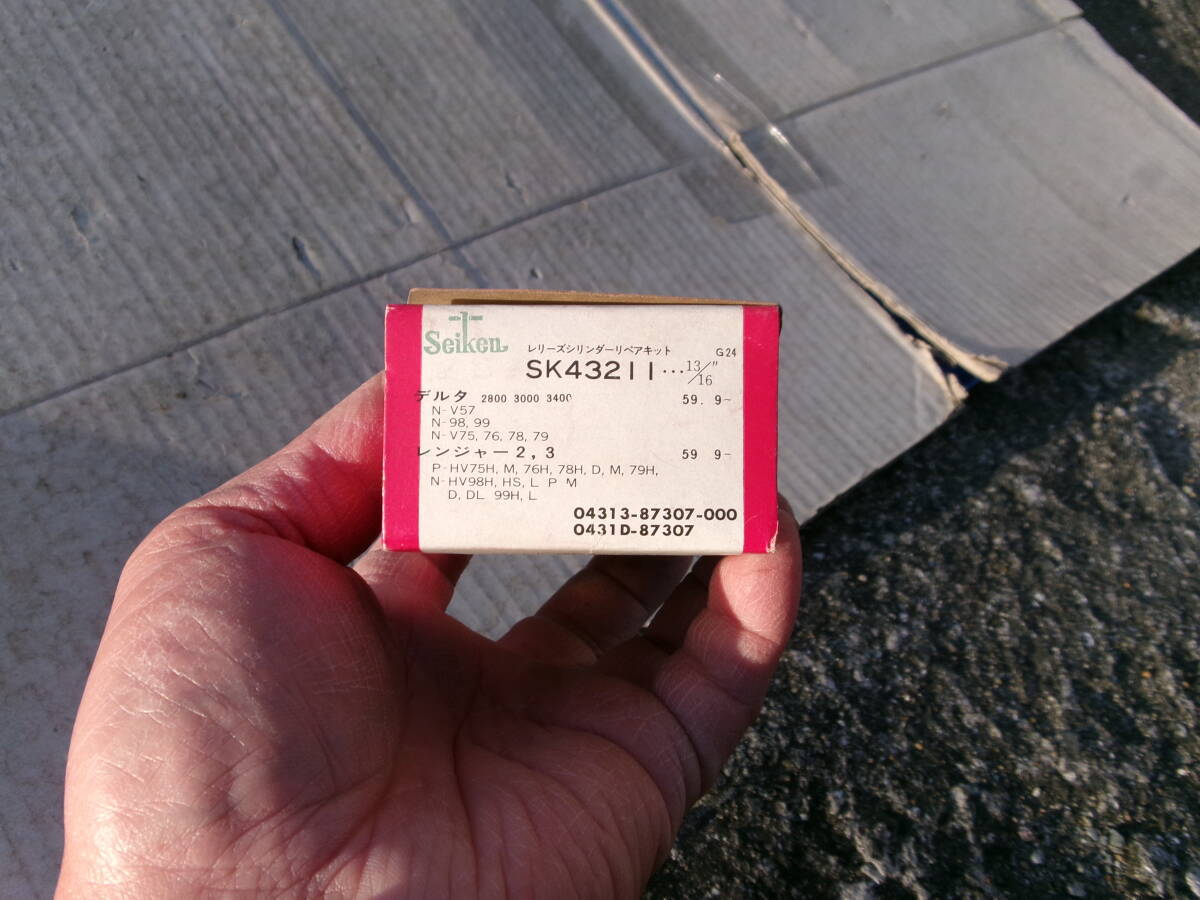 Seiken
レリーズシリンダーリペアキット G24
SK43211...13/16"
デルタ 2800 3000 3400 59. 9-
N-V57
N-98, 99
N-V75, 76, 78, 79
レンジャー2, 3 59 9-
P-HV75H, M, 76H, 78H, D, M, 79H,
N-HV98H, HS, L P M
D, DL 99H, L
04313-87307-000
0431D-87307